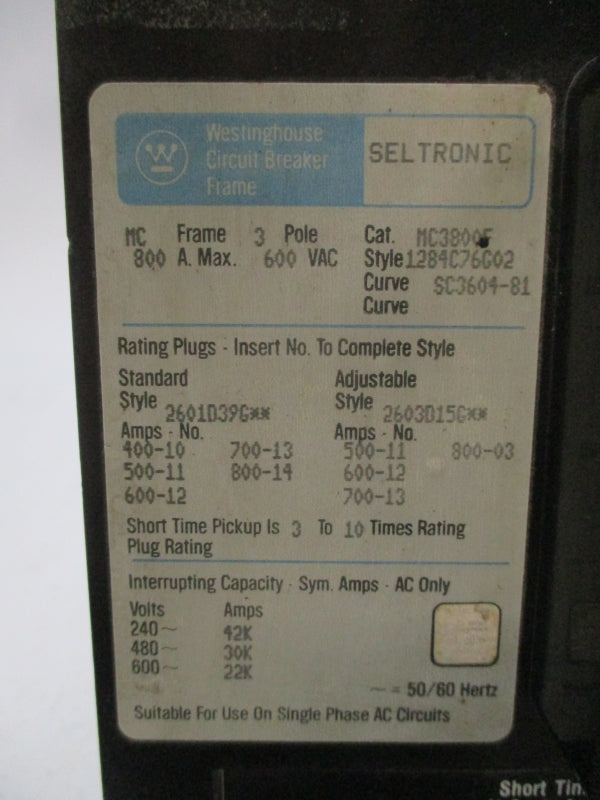 Westinghouse
Circuit Breaker
Frame
SELTRONIC
MC Frame 3 Pole
800 A. Max. 600 VAC
Cat. MC3800F
Style 1284C76G02
Curve SC3604-81
Curve
Rating Plugs - Insert No. To Complete Style
Standard
Style 2601D39G**
Amps - No.
400-10 700-13
500-11 800-14
600-12
Adjustable
Style 2603D15G**
Amps - No.
500-11 800-03
600-12
700-13
Short Time Pickup Is 3 To 10 Times Rating
Plug Rating
Interrupting Capacity - Sym. Amps - AC Only
Volts Amps
240~ 42K
480~ 30K
600~ 22K
~ = 50/60 Hertz
Suitable For Use On Single Phase AC Circuits
Short Tim